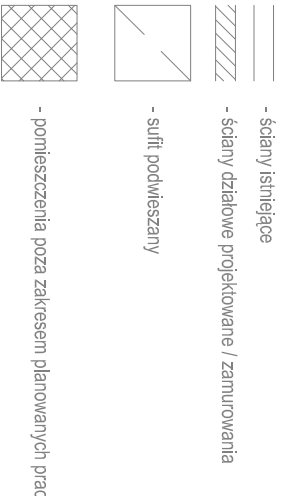 - ściany istniejące
- ściany działowe projektowane / zamurowania
- sufit podwieszany
- pomieszczenia poza zakresem planowanych prac